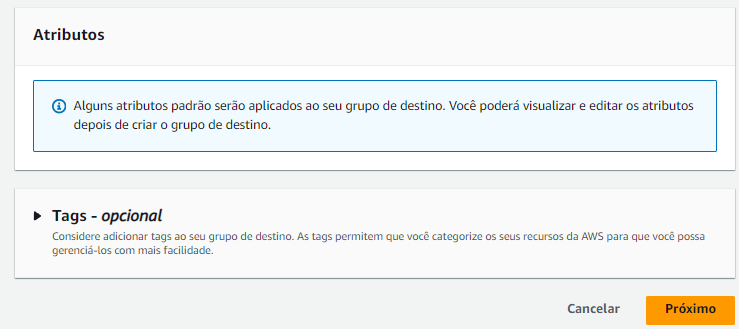 Atributos
Alguns atributos padrão serão aplicados ao seu grupo de destino. Você poderá visualizar e editar os atributos
depois de criar o grupo de destino.
Tags - opcional
Considere adicionar tags ao seu grupo de destino. As tags permitem que você categorize os seus recursos da AWS para que você possa
gerenciá-los com mais facilidade.
Cancelar Próximo